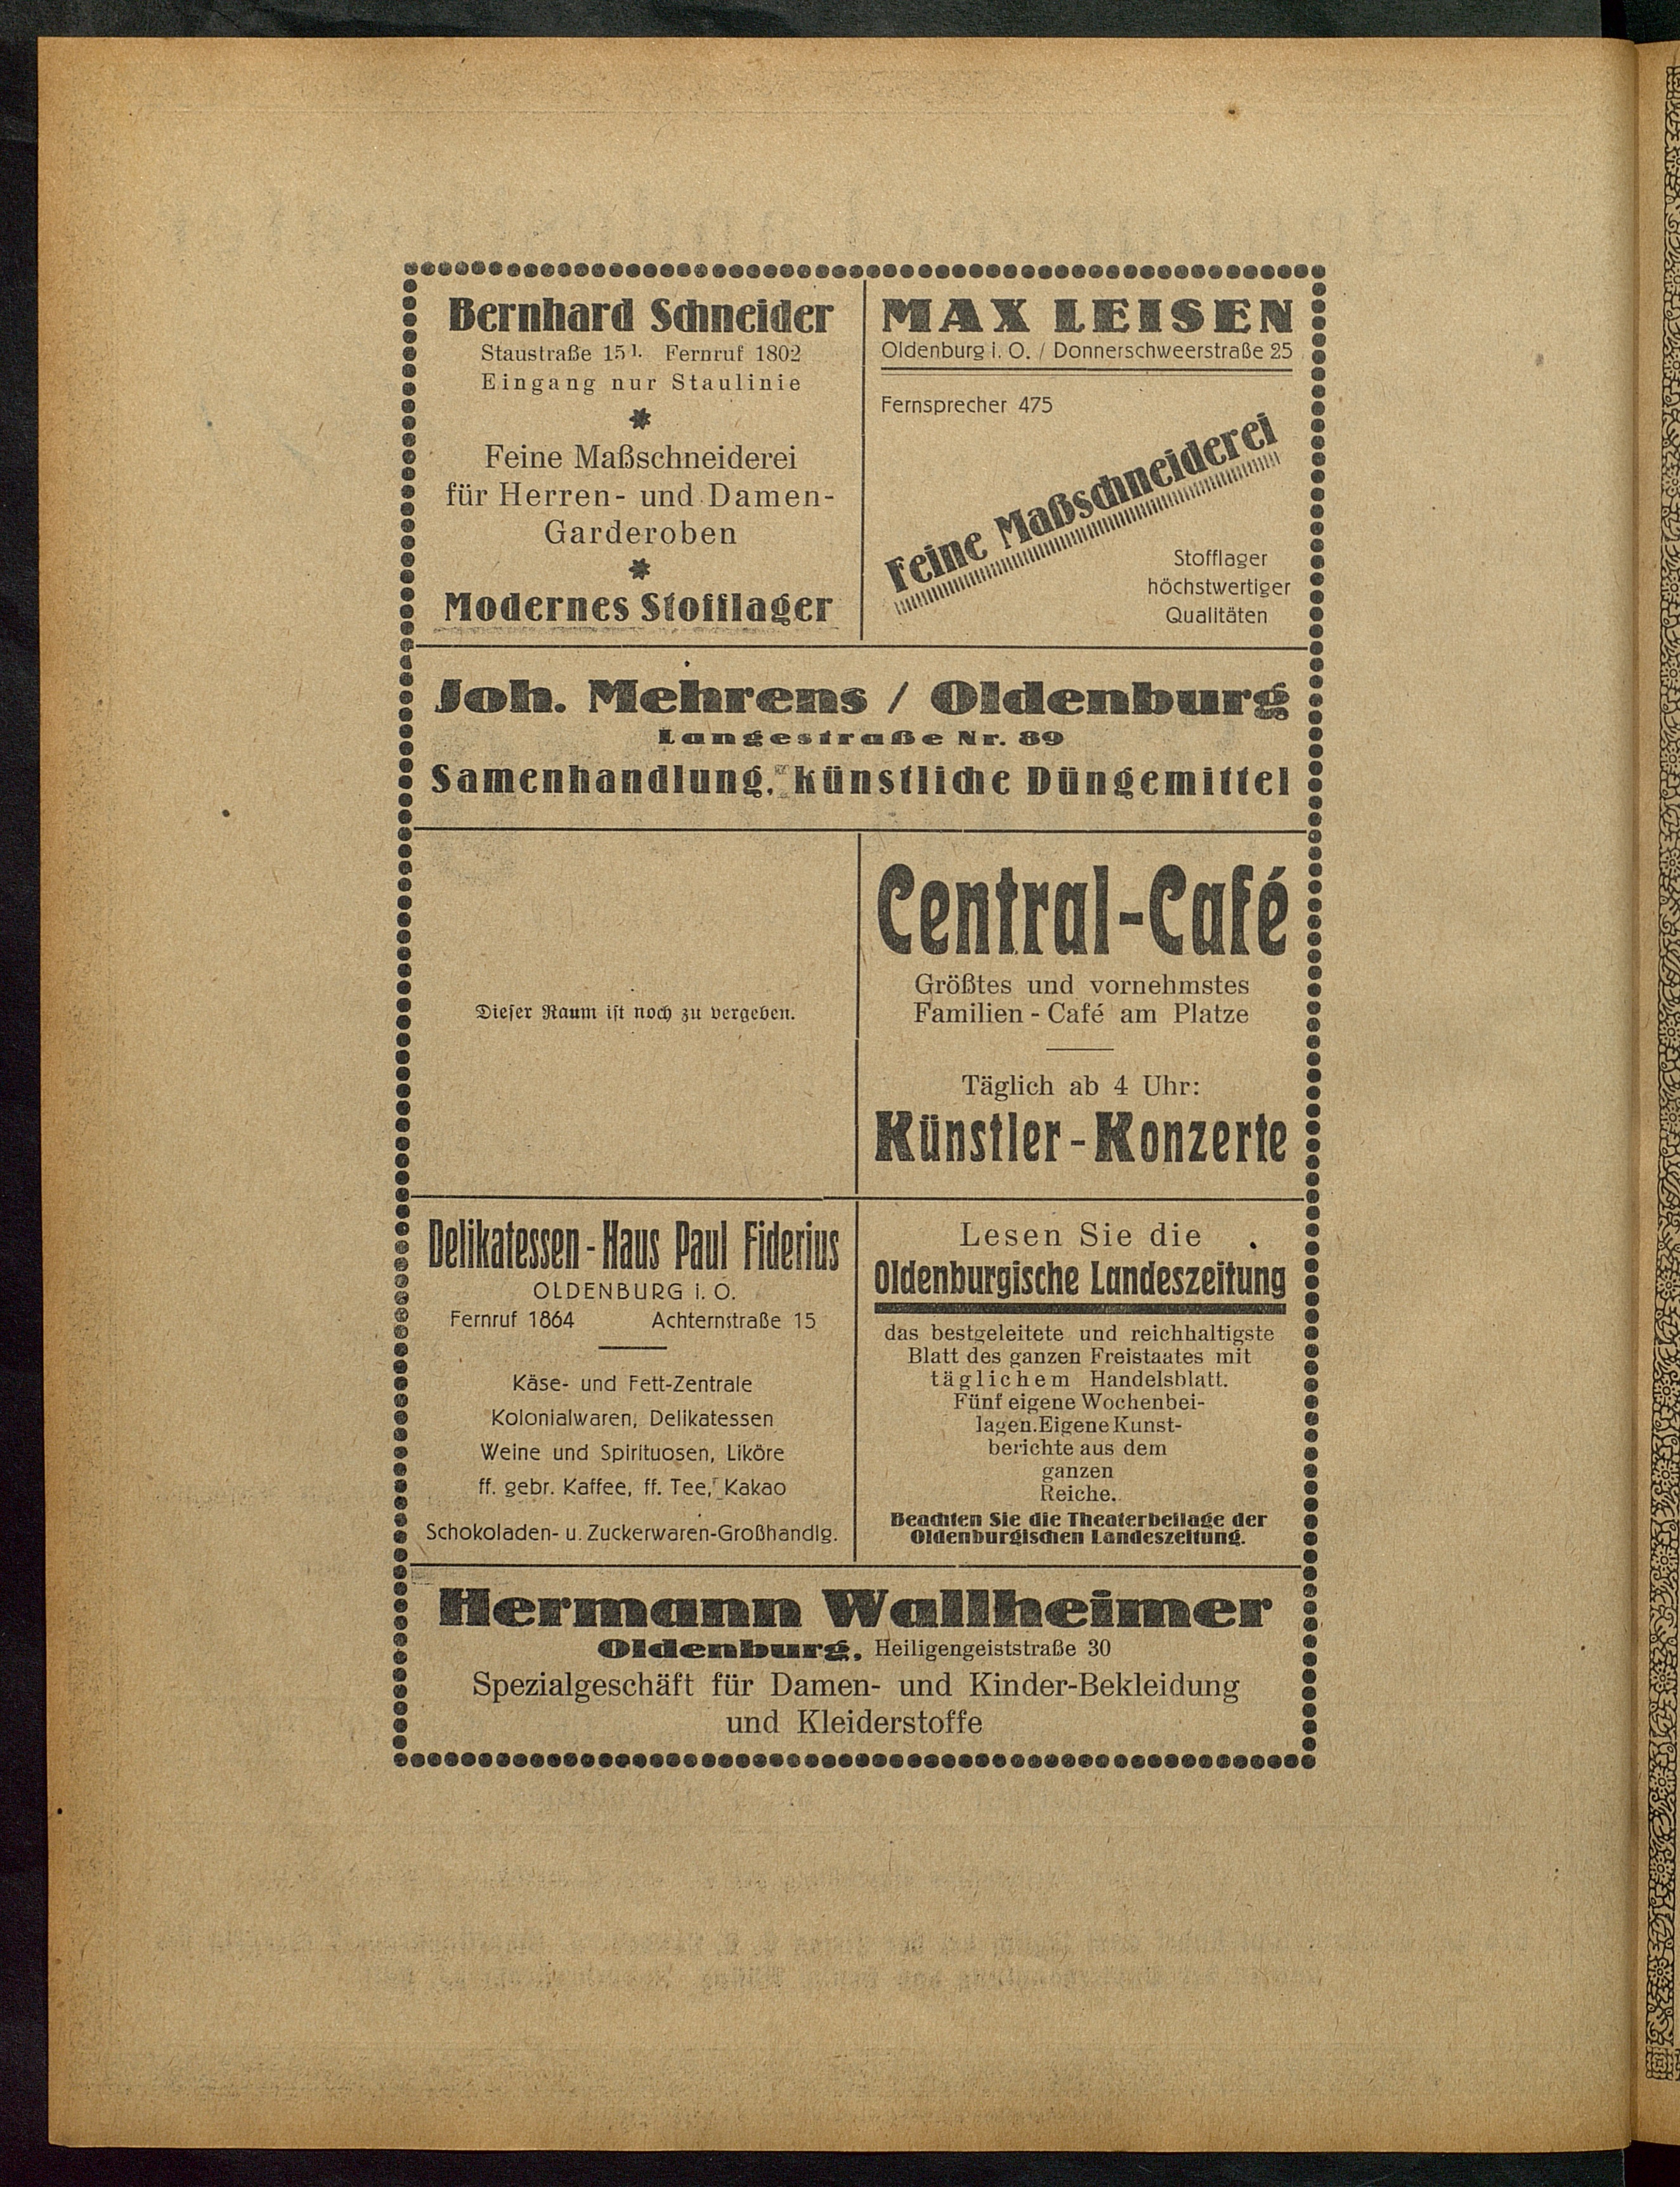 Bernhard Schneider
Staustraße 15 I. Fernruf 1802
Eingang nur Staulinie
Feine Maßschneiderei
für Herren- und Damen-
Garderoben
Modernes Stofflager
MAX LEISEN
Oldenburg i. O. / Donnerschweerstraße 25
Fernsprecher 475
Feine Maßschneiderei
Stofflager
höchstwertiger
Qualitäten
Joh. Mehrens / Oldenburg
Langestraße Nr. 89
Samenhandlung, künstliche Düngemittel
Dieser Raum ist noch zu vergeben.
Central-Café
Größtes und vornehmstes
Familien - Café am Platze
Täglich ab 4 Uhr:
Künstler - Konzerte
Delikatessen - Haus Paul Fiderius
OLDENBURG i. O.
Fernruf 1864 Achternstraße 15
Käse- und Fett-Zentrale
Kolonialwaren, Delikatessen
Weine und Spirituosen, Liköre
ff. gebr. Kaffee, ff. Tee, Kakao
Schokoladen- u. Zuckerwaren-Großhandlg.
Lesen Sie die
Oldenburgische Landeszeitung
das bestgeleitete und reichhaltigste
Blatt des ganzen Freistaates mit
täglichem Handelsblatt.
Fünf eigene Wochenbei-
lagen. Eigene Kunst-
berichte aus dem
ganzen
Reiche.
Beachten Sie die Theaterbeilage der
Oldenburgischen Landeszeitung.
Hermann Wallheimer
Oldenburg, Heiligengeiststraße 30
Spezialgeschäft für Damen- und Kinder-Bekleidung
und Kleiderstoffe